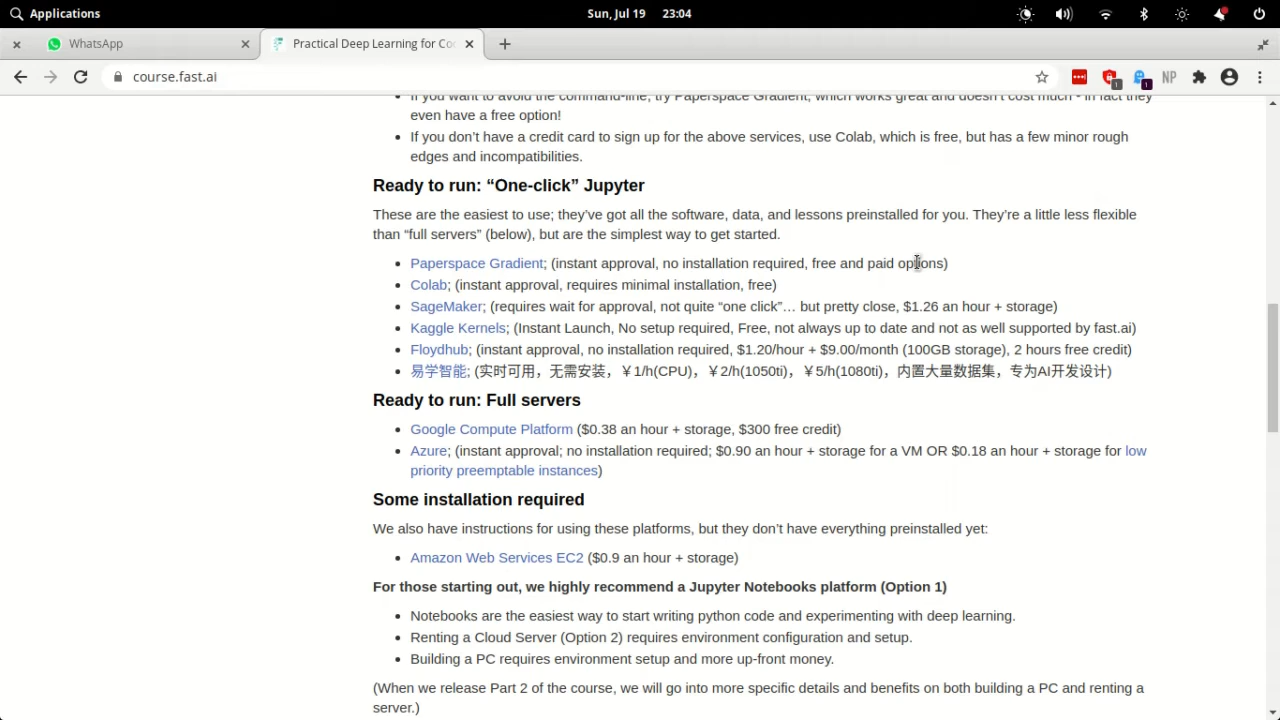 Applications
Sun, Jul 19 23:04
WhatsApp
Practical Deep Learning for Co
course.fast.ai
NP
1
1
If you want to avoid the command-line, try Paperspace Gradient, which works great and doesn't cost much - in fact they
even have a free option!
If you don’t have a credit card to sign up for the above services, use Colab, which is free, but has a few minor rough
edges and incompatibilities.
Ready to run: “One-click” Jupyter
These are the easiest to use; they’ve got all the software, data, and lessons preinstalled for you. They’re a little less flexible
than “full servers” (below), but are the simplest way to get started.
Paperspace Gradient; (instant approval, no installation required, free and paid options)
Colab; (instant approval, requires minimal installation, free)
SageMaker; (requires wait for approval, not quite “one click”… but pretty close, $1.26 an hour + storage)
Kaggle Kernels; (Instant Launch, No setup required, Free, not always up to date and not as well supported by fast.ai)
Floydhub; (instant approval, no installation required, $1.20/hour + $9.00/month (100GB storage), 2 hours free credit)
易学智能; (实时可用，无需安装，￥1/h(CPU)，￥2/h(1050ti)，￥5/h(1080ti)，内置大量数据集，专为AI开发设计)
Ready to run: Full servers
Google Compute Platform ($0.38 an hour + storage, $300 free credit)
Azure; (instant approval; no installation required; $0.90 an hour + storage for a VM OR $0.18 an hour + storage for low
priority preemptable instances)
Some installation required
We also have instructions for using these platforms, but they don’t have everything preinstalled yet:
Amazon Web Services EC2 ($0.9 an hour + storage)
For those starting out, we highly recommend a Jupyter Notebooks platform (Option 1)
Notebooks are the easiest way to start writing python code and experimenting with deep learning.
Renting a Cloud Server (Option 2) requires environment configuration and setup.
Building a PC requires environment setup and more up-front money.
(When we release Part 2 of the course, we will go into more specific details and benefits on both building a PC and renting a
server.)